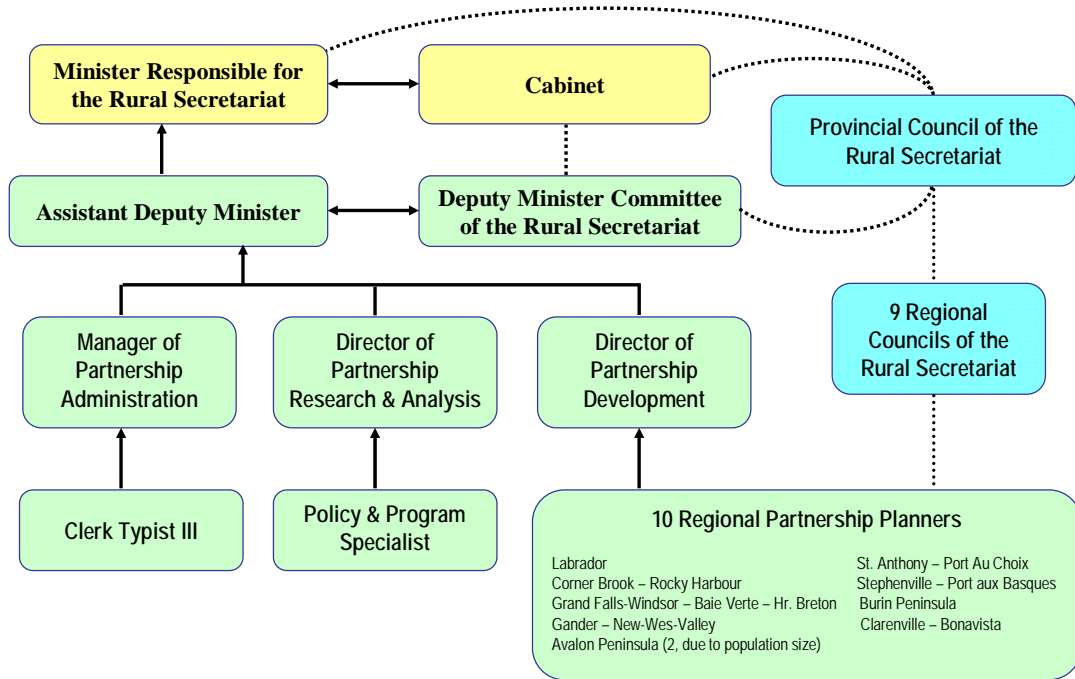 Minister Responsible for
the Rural Secretariat
Cabinet
Provincial Council of the
Rural Secretariat
Assistant Deputy Minister
Deputy Minister Committee
of the Rural Secretariat
9 Regional
Councils of the
Rural Secretariat
Manager of
Partnership
Administration
Director of
Partnership
Research & Analysis
Director of
Partnership
Development
Clerk Typist III
Policy & Program
Specialist
10 Regional Partnership Planners
Labrador
Corner Brook – Rocky Harbour
Grand Falls-Windsor – Baie Verte – Hr. Breton
Gander – New-Wes-Valley
Avalon Peninsula (2, due to population size)
St. Anthony – Port Au Choix
Stephenville – Port aux Basques
Burin Peninsula
Clarenville – Bonavista